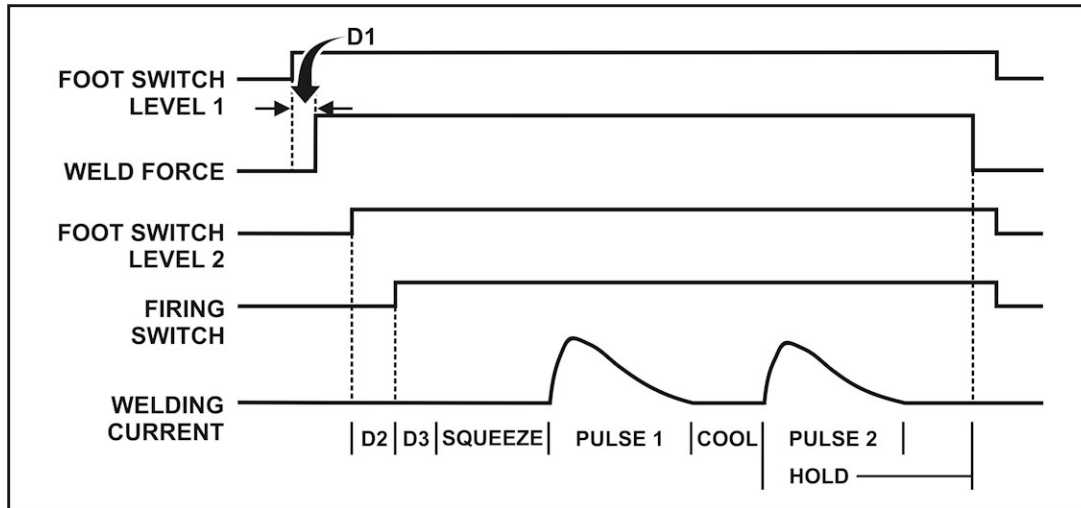 D1
FOOT SWITCH
LEVEL 1
WELD FORCE
FOOT SWITCH
LEVEL 2
FIRING
SWITCH
WELDING
CURRENT
D2 D3 SQUEEZE PULSE 1 COOL PULSE 2
HOLD